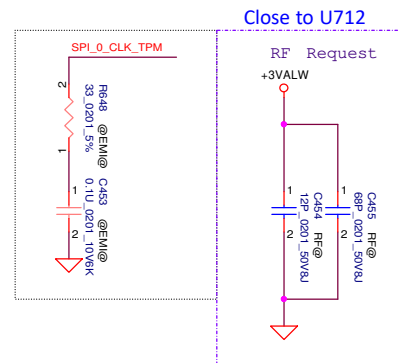 Close to U712
SPI_0_CLK_TPM
RF Request
+3VALW
2
R648
33_0201_5%
@EMI@
1
1
C453
0.1U_0201_10V6K
@EMI@
2
1
C454
12P_0201_50V8J
RF@
2
1
C455
68P_0201_50V8J
RF@
2